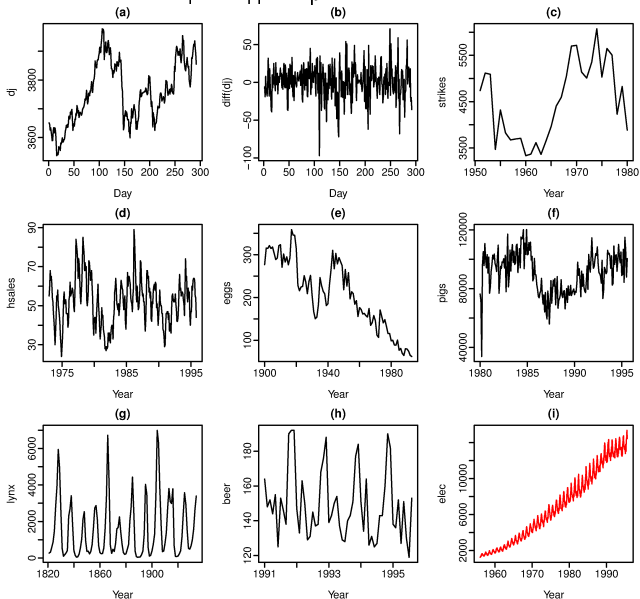 (a)
dj
3600 3800
0 50 100 150 200 250 300
Day
(b)
diff(dj)
−100 −50 0 50
0 50 100 150 200 250 300
Day
(c)
strikes
3500 4500 5500
1950 1960 1970 1980
Year
(d)
hsales
30 50 70 90
1975 1985 1995
Year
(e)
eggs
100 200 300
1900 1940 1980
Year
(f)
pigs
40000 80000 120000
1980 1985 1990 1995
Year
(g)
lynx
0 2000 4000 6000
1820 1860 1900
Year
(h)
beer
120 140 160 180
1991 1993 1995
Year
(i)
elec
2000 6000 10000
1960 1970 1980 1990
Year